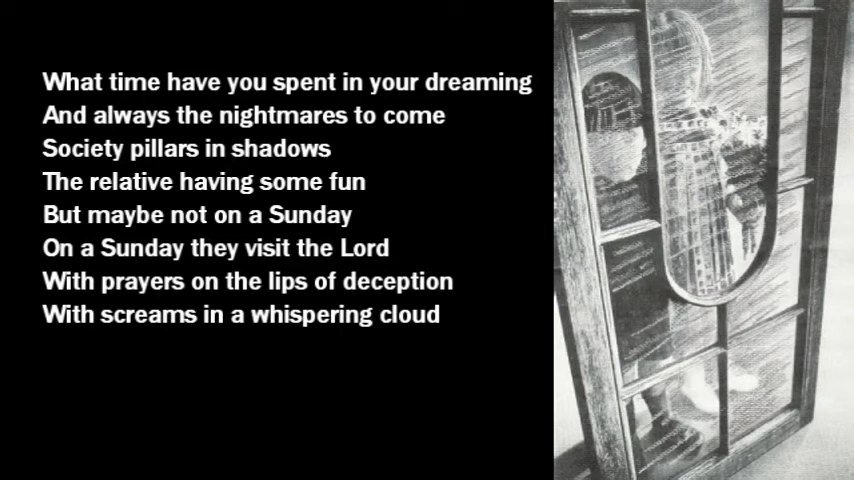 What time have you spent in your dreaming
And always the nightmares to come
Society pillars in shadows
The relative having some fun
But maybe not on a Sunday
On a Sunday they visit the Lord
With prayers on the lips of deception
With screams in a whispering cloud